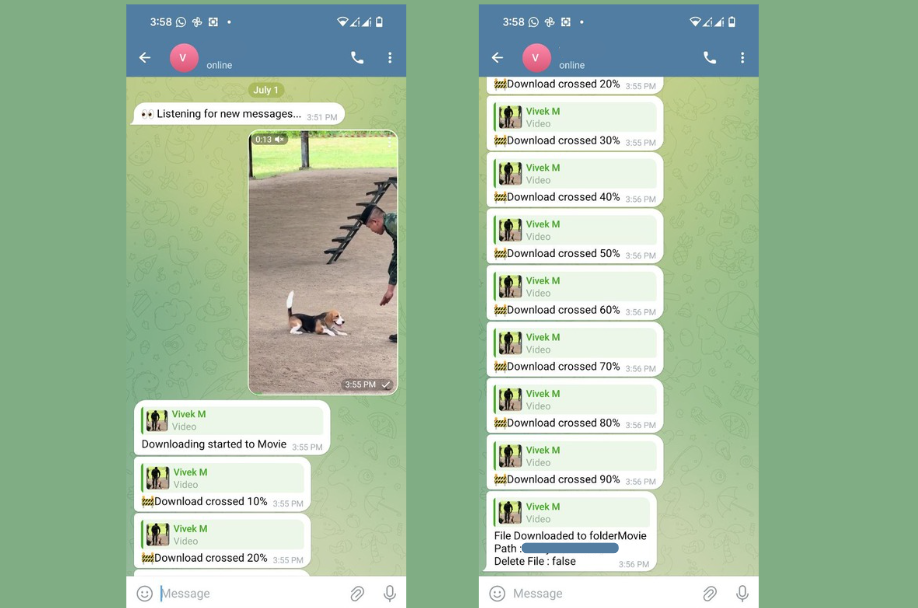 3:58
V
online
July 1
Listening for new messages... 3:51 PM
0:13
3:55 PM
Vivek M
Video
Downloading started to Movie 3:55 PM
Vivek M
Video
Download crossed 10% 3:55 PM
Vivek M
Video
Download crossed 20% 3:55 PM
Message
3:58
V
online
Download crossed 20% 3:55 PM
Vivek M
Video
Download crossed 30% 3:55 PM
Vivek M
Video
Download crossed 40% 3:56 PM
Vivek M
Video
Download crossed 50% 3:56 PM
Vivek M
Video
Download crossed 60% 3:56 PM
Vivek M
Video
Download crossed 70% 3:56 PM
Vivek M
Video
Download crossed 80% 3:56 PM
Vivek M
Video
Download crossed 90% 3:56 PM
Vivek M
Video
File Downloaded to folderMovie
Path :
Delete File : false 3:56 PM
Message